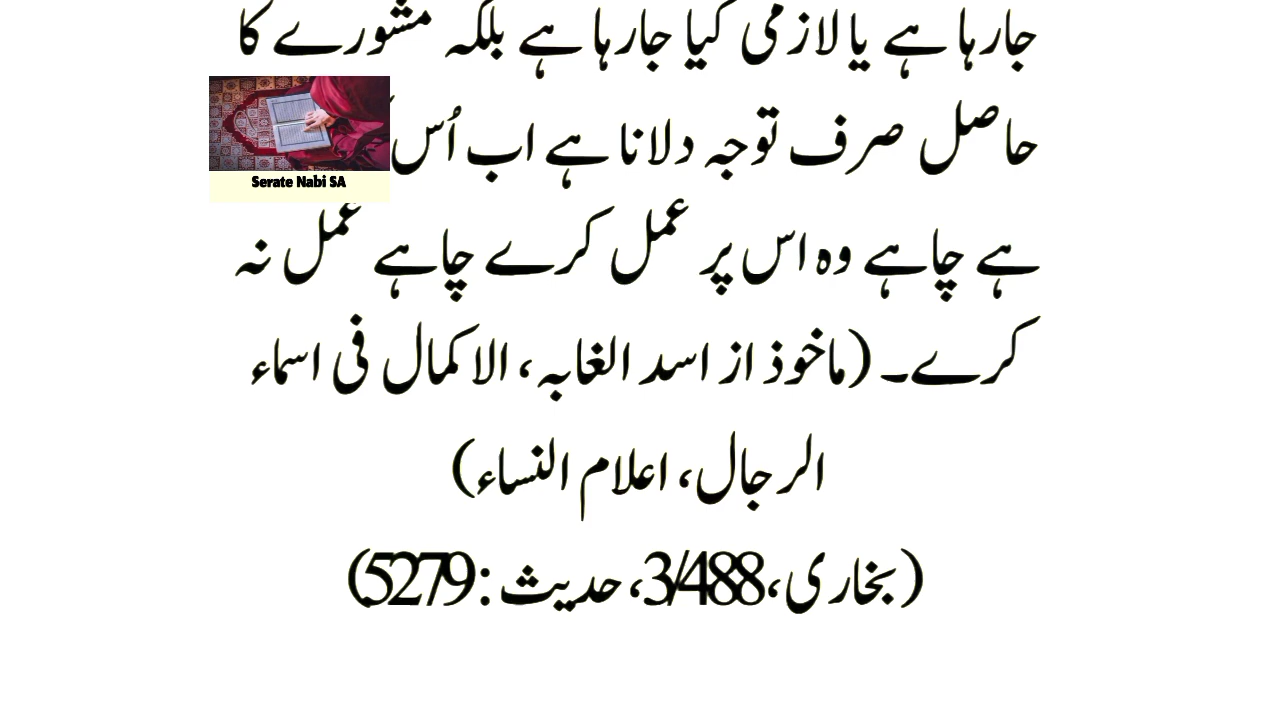 جارہا ہے یا لازمی کیا جارہا ہے بلکہ مشورے کا
حاصل صرف توجہ دلانا ہے اب اُس
Serate Nabi SA
ہے چاہے وہ اس پر عمل کرے چاہے عمل نہ
کرے۔ (ماخوذ از اسد الغابہ، الاکمال فی اسماء
الرجال، اعلام النساء)
(بخاری،3/488، حدیث:5279)